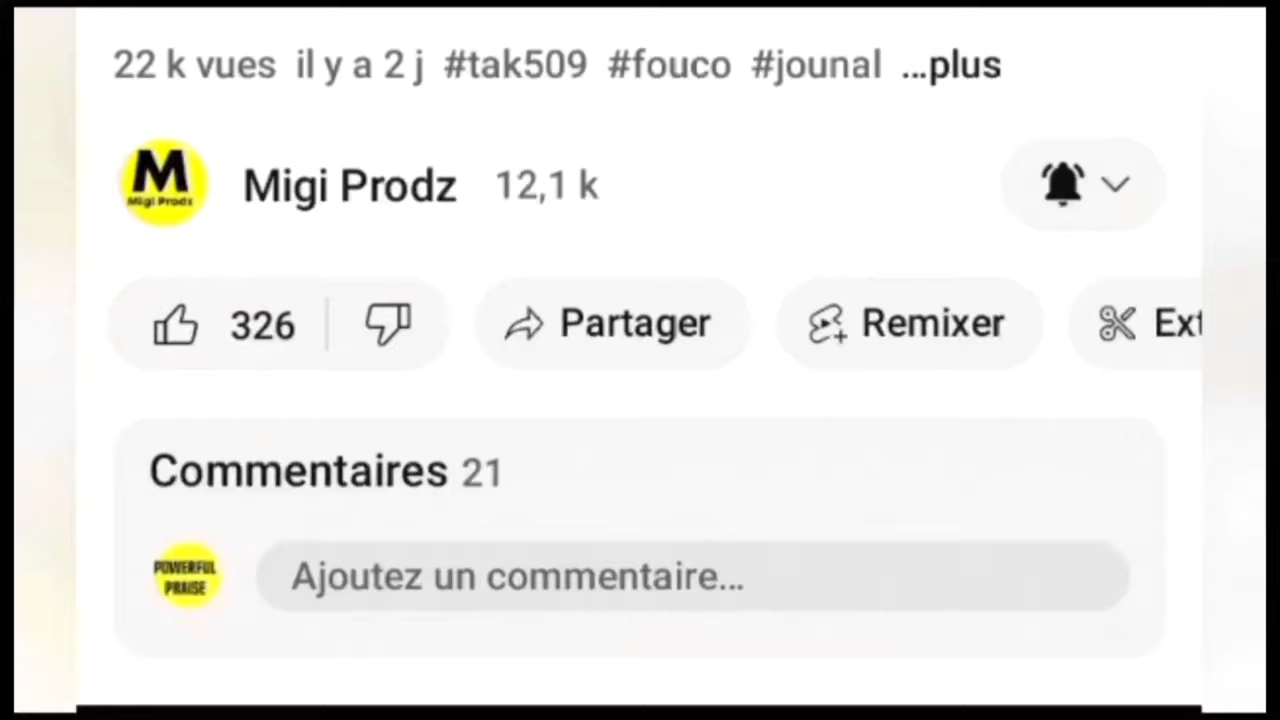 22 k vues il y a 2 j #tak509 #fouco #jounal ...plus
M
Migi Prodz
Migi Prodz 12,1 k
326
Partager
Remixer
Ext
Commentaires 21
POWERFUL
PRAISE
Ajoutez un commentaire...